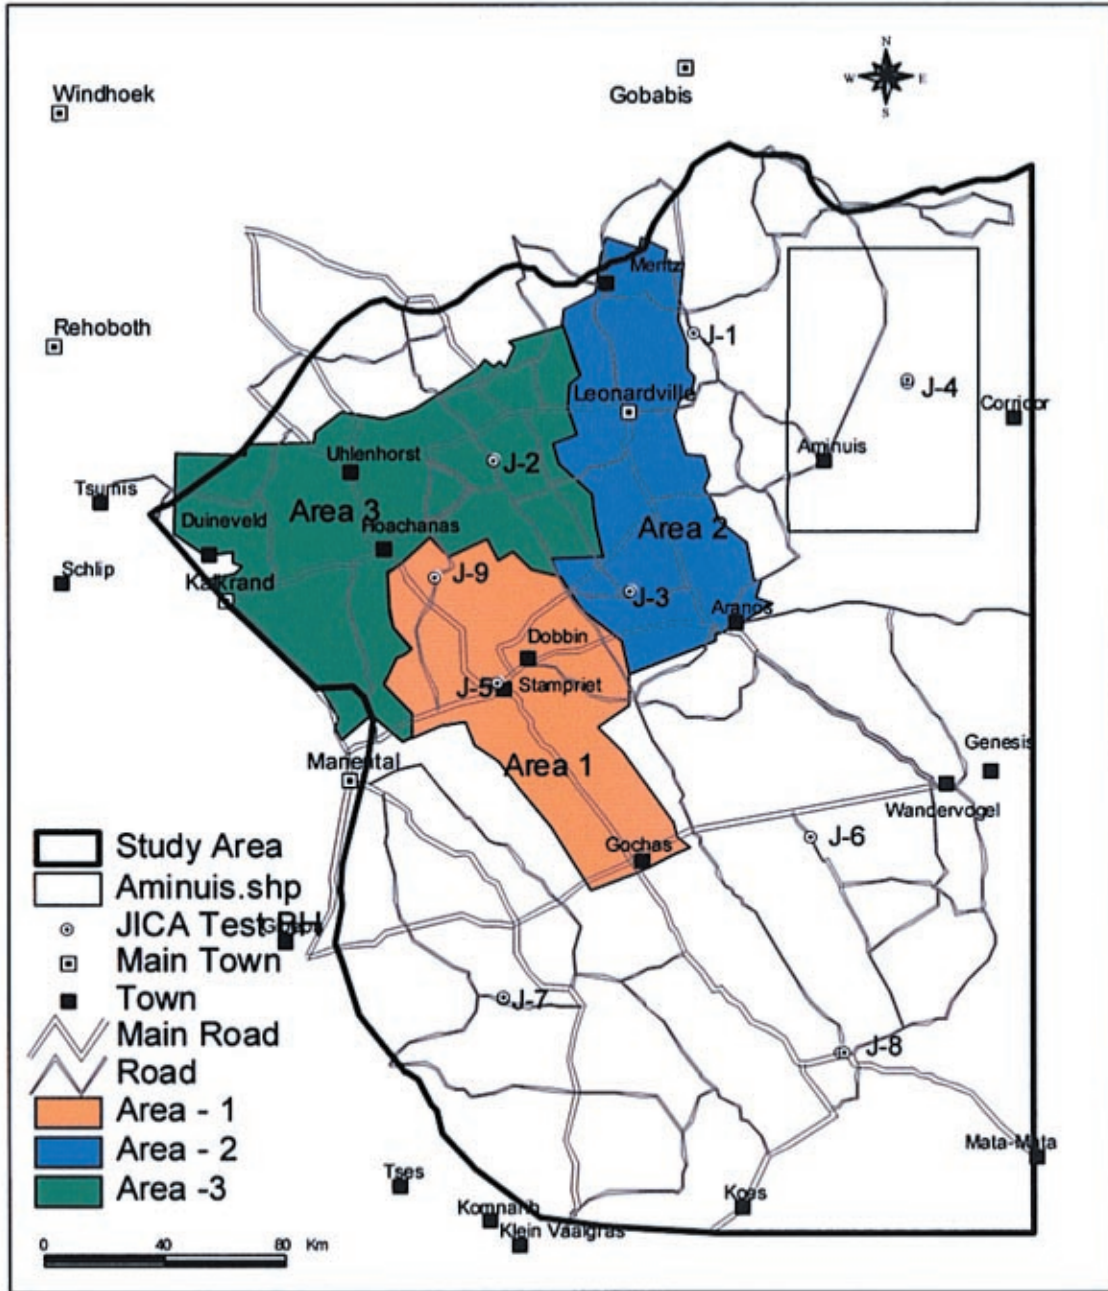 N
W E
S
Windhoek
Gobabis
Rehoboth
Mentz
J-1
J-4
Leonardville
Corridor
Aminuis
Uhlenhorst
J-2
Tsumis
Area 3
Duineveld
Hoachanas
Area 2
Schlip
Kalkrand
J-9
J-3
Aranos
Dobbin
J-5
Stampriet
Mariental
Area 1
Genesis
Wandervogel
Gochas
J-6
Study Area
Aminuis.shp
JICA Test BH
Main Town
Town
J-7
Main Road
J-8
Road
Area - 1
Area - 2
Mata-Mata
Area -3
Tses
Koes
Klein Vaalgras
0 40 80 Km